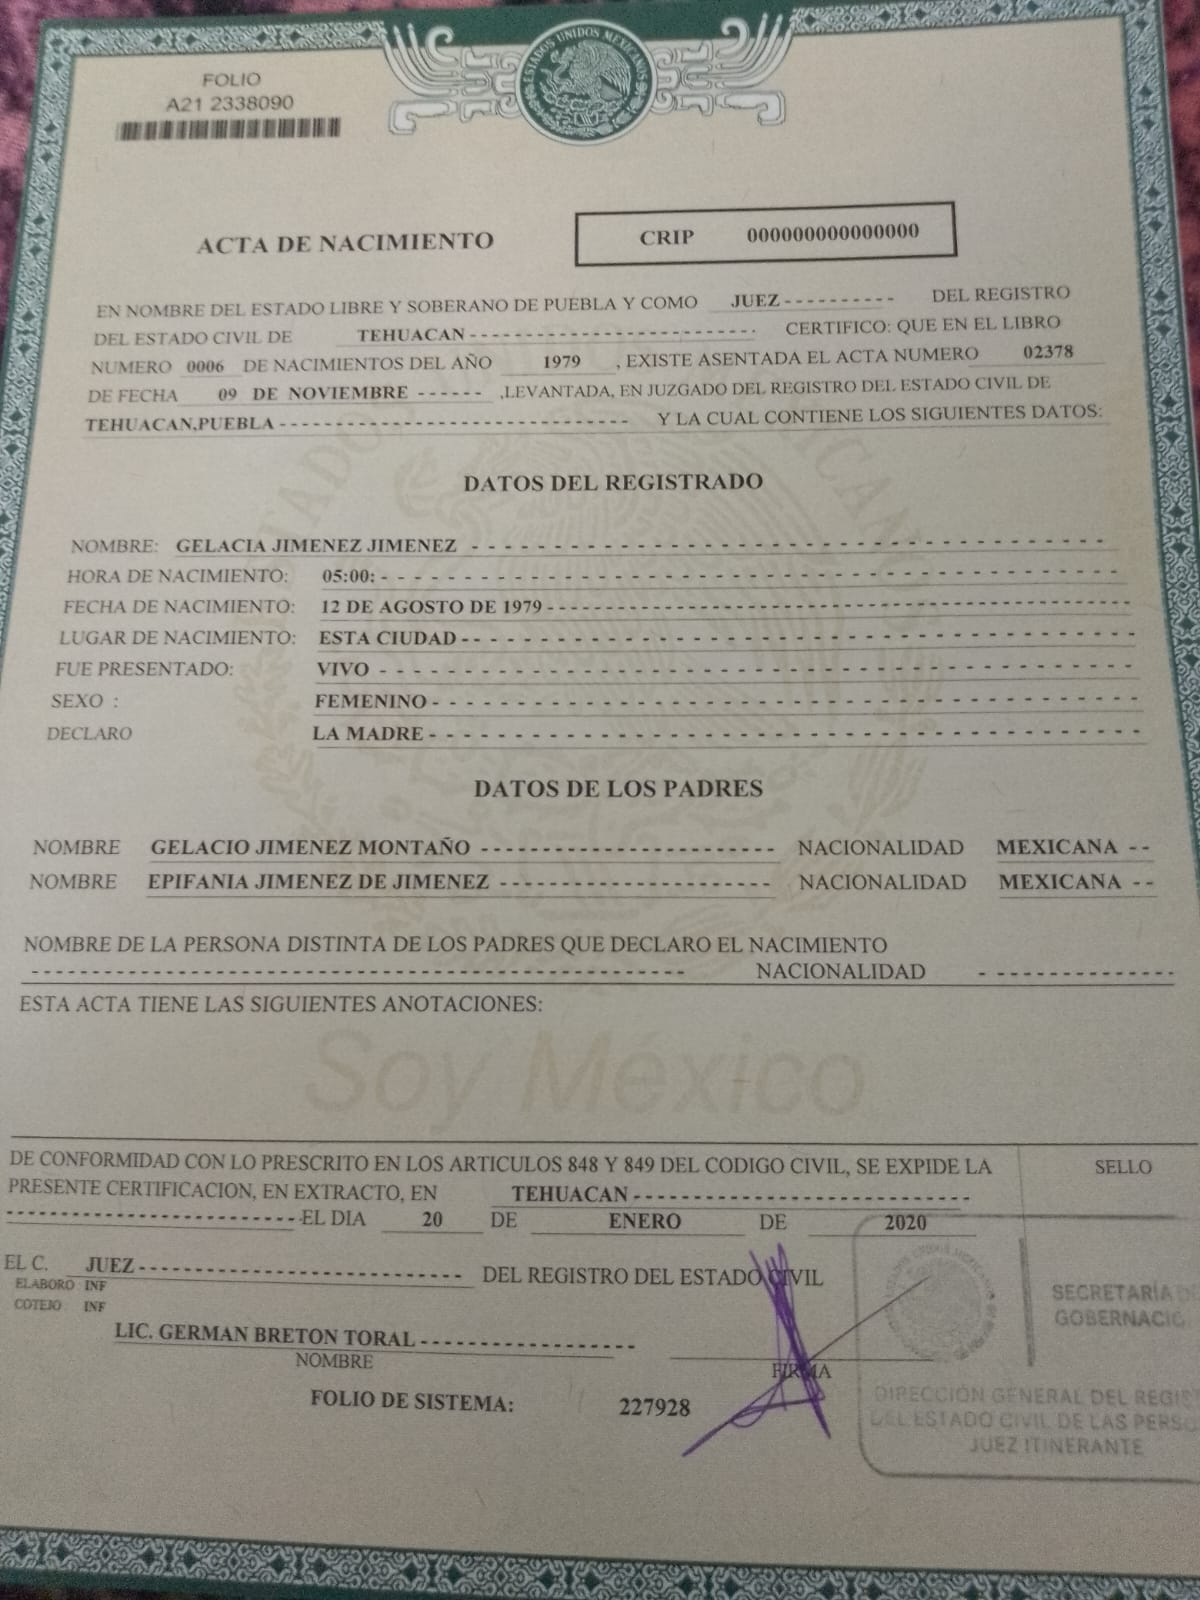 ESTADOS UNIDOS MEXICANOS
FOLIO
A21 2338090
ACTA DE NACIMIENTO
CRIP 000000000000000
EN NOMBRE DEL ESTADO LIBRE Y SOBERANO DE PUEBLA Y COMO JUEZ - - - - - - - - - - DEL REGISTRO
DEL ESTADO CIVIL DE TEHUACAN - - - - - - - - - - - - - - - - - - - - - - - - CERTIFICO: QUE EN EL LIBRO
NUMERO 0006 DE NACIMIENTOS DEL AÑO 1979 , EXISTE ASENTADA EL ACTA NUMERO 02378
DE FECHA 09 DE NOVIEMBRE - - - - - - ,LEVANTADA, EN JUZGADO DEL REGISTRO DEL ESTADO CIVIL DE
TEHUACAN,PUEBLA - - - - - - - - - - - - - - - - - - - - - - - - - - - - - - Y LA CUAL CONTIENE LOS SIGUIENTES DATOS:
DATOS DEL REGISTRADO
NOMBRE: GELACIA JIMENEZ JIMENEZ - - - - - - - - - - - - - - - - - - - - - - - - - - - - - - - - - - - - - -
HORA DE NACIMIENTO: 05:00: - - - - - - - - - - - - - - - - - - - - - - - - - - - - - - - - - - - - - - - - - - - -
FECHA DE NACIMIENTO: 12 DE AGOSTO DE 1979 - - - - - - - - - - - - - - - - - - - - - - - - - - - - - - - - - -
LUGAR DE NACIMIENTO: ESTA CIUDAD - - - - - - - - - - - - - - - - - - - - - - - - - - - - - - - - - - - - - - - -
FUE PRESENTADO: VIVO - - - - - - - - - - - - - - - - - - - - - - - - - - - - - - - - - - - - - - - - - - - -
SEXO : FEMENINO - - - - - - - - - - - - - - - - - - - - - - - - - - - - - - - - - - - - - - - - -
DECLARO LA MADRE - - - - - - - - - - - - - - - - - - - - - - - - - - - - - - - - - - - - - - - - -
DATOS DE LOS PADRES
NOMBRE GELACIO JIMENEZ MONTAÑO - - - - - - - - - - - - - - - - - - - - - - - - NACIONALIDAD MEXICANA - -
NOMBRE EPIFANIA JIMENEZ DE JIMENEZ - - - - - - - - - - - - - - - - - - - - - - NACIONALIDAD MEXICANA - -
NOMBRE DE LA PERSONA DISTINTA DE LOS PADRES QUE DECLARO EL NACIMIENTO
- - - - - - - - - - - - - - - - - - - - - - - - - - - - - - - - - - - - - - - - - - - - - - - - - - - - NACIONALIDAD - - - - - - - - - - - - - - -
ESTA ACTA TIENE LAS SIGUIENTES ANOTACIONES:
Soy México
DE CONFORMIDAD CON LO PRESCRITO EN LOS ARTICULOS 848 Y 849 DEL CODIGO CIVIL, SE EXPIDE LA
SELLO
PRESENTE CERTIFICACION, EN EXTRACTO, EN TEHUACAN - - - - - - - - - - - - - - - - - - - - - - - - - - - -
- - - - - - - - - - - - - - - - - - - - - - - - EL DIA 20 DE ENERO DE 2020
EL C. JUEZ - - - - - - - - - - - - - - - - - - - - - - - - - - - DEL REGISTRO DEL ESTADO CIVIL
ELABORO INF
COTEJO INF
LIC. GERMAN BRETON TORAL - - - - - - - - - - - - - - - - - -
NOMBRE
FIRMA
FOLIO DE SISTEMA: 227928
SECRETARÍA DE
GOBERNACIÓ
DIRECCIÓN GENERAL DEL REGIST
DEL ESTADO CIVIL DE LAS PERSO
JUEZ ITINERANTE